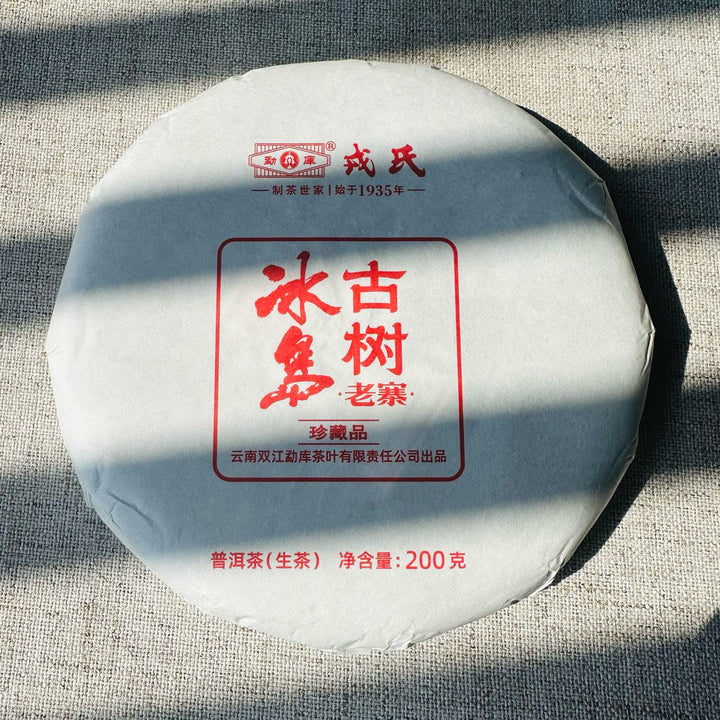 勐库® 戎氏
制茶世家|始于1935年
冰岛
古树
·老寨·
珍藏品
云南双江勐库茶叶有限责任公司出品
普洱茶(生茶) 净含量:200克